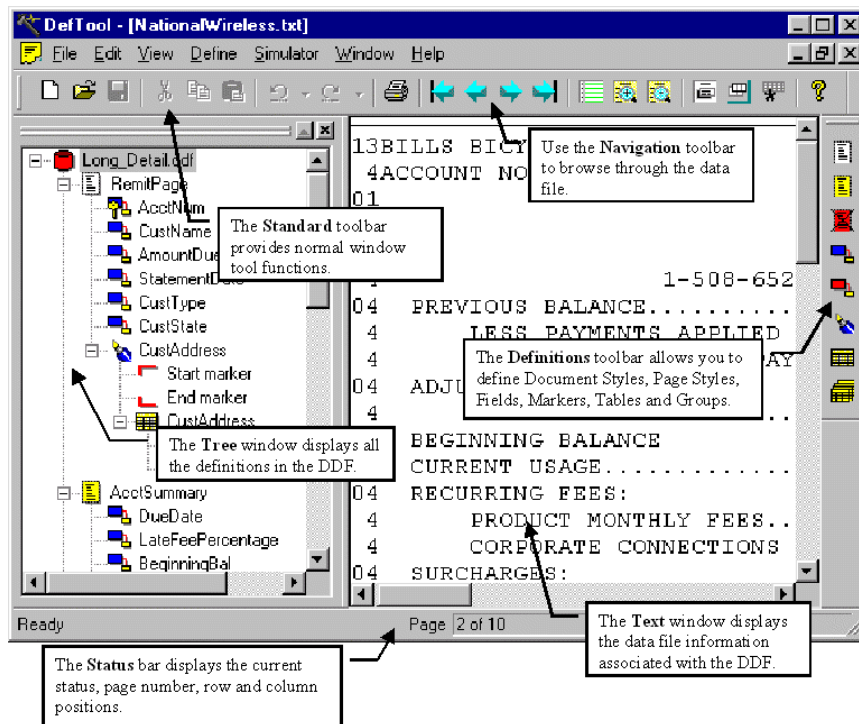 DefTool - [NationalWireless.txt]
File Edit View Define Simulator Window Help
13BILLS BICY
4ACCOUNT NO
01
Use the Navigation toolbar
to browse through the data
file.
Long_Detail.ddf
RemitPage
AcctNum
CustName
AmountDue
StatementDate
CustType
CustState
CustAddress
Start marker
End marker
CustAddress
The Standard toolbar
provides normal window
tool functions.
1-508-652
04 PREVIOUS BALANCE...........
4 LESS PAYMENTS APPLIED
4 DAY
04 ADJU
4
The Definitions toolbar allows you to
define Document Styles, Page Styles,
Fields, Markers, Tables and Groups.
The Tree window displays all
the definitions in the DDF.
BEGINNING BALANCE
CURRENT USAGE..............
04 RECURRING FEES:
4 PRODUCT MONTHLY FEES..
4 CORPORATE CONNECTIONS
04 SURCHARGES:
AcctSummary
DueDate
LateFeePercentage
BeginningBal
Ready
Page 2 of 10
The Text window displays
the data file information
associated with the DDF.
The Status bar displays the current
status, page number, row and column
positions.